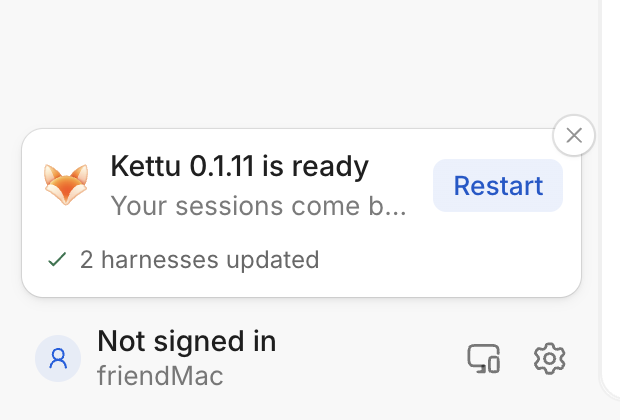 Kettu 0.1.11 is ready
Your sessions come b...
Restart
2 harnesses updated
Not signed in
friendMac